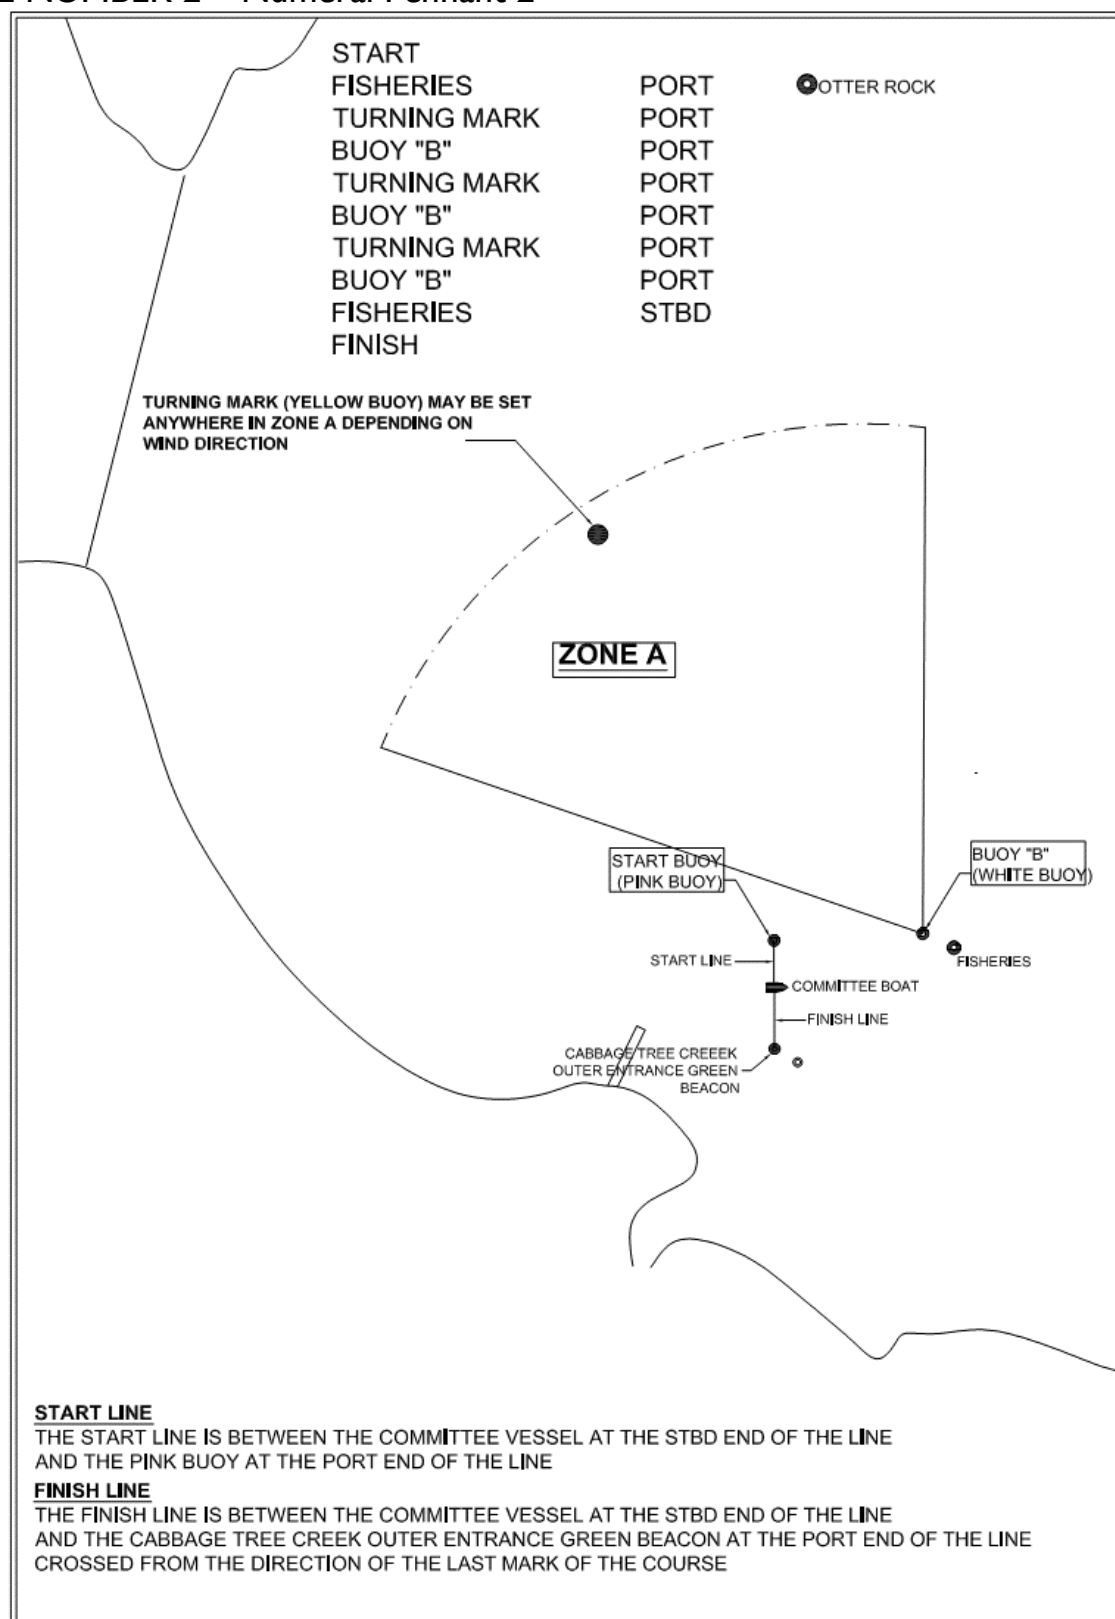 START
FISHERIES PORT
TURNING MARK PORT
BUOY "B" PORT
TURNING MARK PORT
BUOY "B" PORT
TURNING MARK PORT
BUOY "B" PORT
FISHERIES STBD
FINISH
OTTER ROCK
TURNING MARK (YELLOW BUOY) MAY BE SET
ANYWHERE IN ZONE A DEPENDING ON
WIND DIRECTION
ZONE A
START BUOY
(PINK BUOY)
BUOY "B"
(WHITE BUOY)
START LINE
FISHERIES
COMMITTEE BOAT
FINISH LINE
CABBAGE TREE CREEEK
OUTER ENTRANCE GREEN
BEACON
START LINE
THE START LINE IS BETWEEN THE COMMITTEE VESSEL AT THE STBD END OF THE LINE
AND THE PINK BUOY AT THE PORT END OF THE LINE
FINISH LINE
THE FINISH LINE IS BETWEEN THE COMMITTEE VESSEL AT THE STBD END OF THE LINE
AND THE CABBAGE TREE CREEK OUTER ENTRANCE GREEN BEACON AT THE PORT END OF THE LINE
CROSSED FROM THE DIRECTION OF THE LAST MARK OF THE COURSE